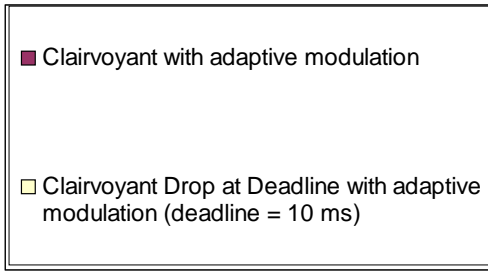 Clairvoyant with adaptive modulation
Clairvoyant Drop at Deadline with adaptive
modulation (deadline = 10 ms)